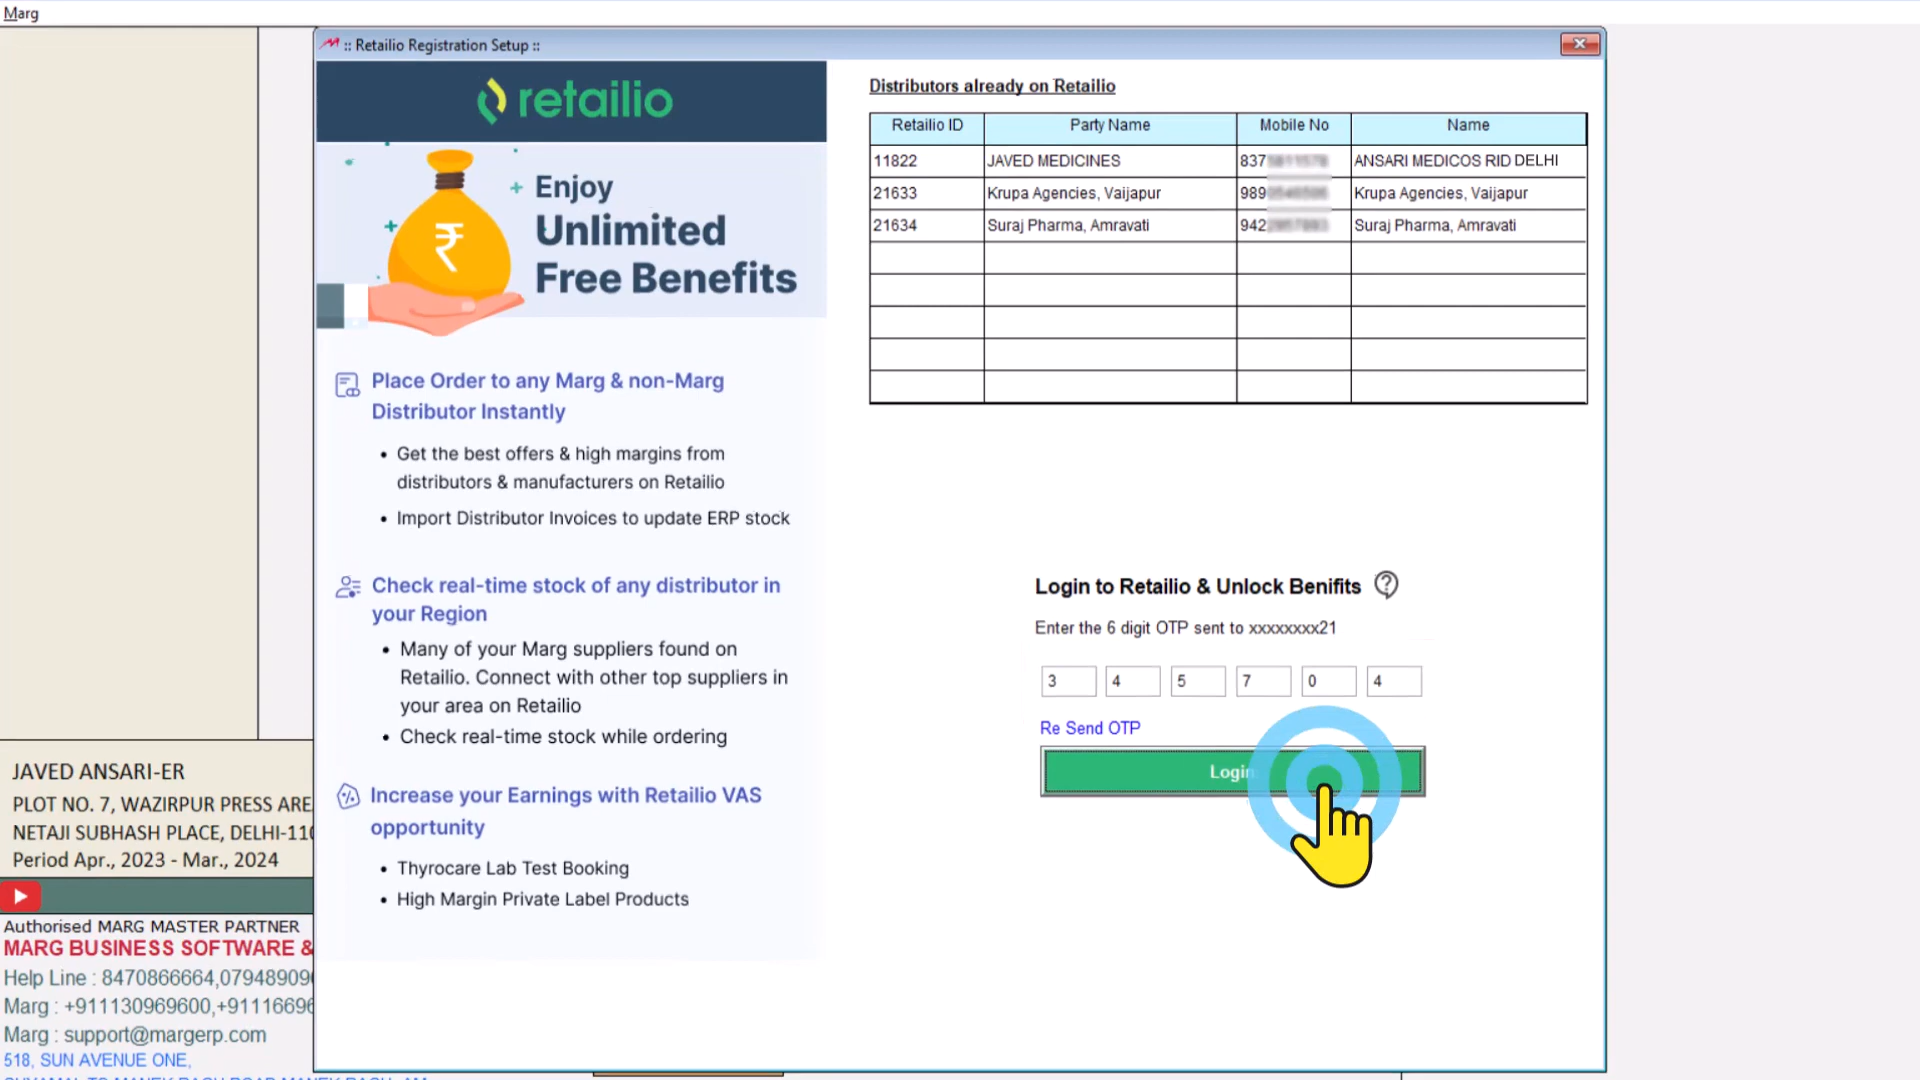 Marg
:: Retailio Registration Setup ::
retailio
Enjoy
Unlimited
Free Benefits
₹
Place Order to any Marg & non-Marg
Distributor Instantly
• Get the best offers & high margins from
distributors & manufacturers on Retailio
• Import Distributor Invoices to update ERP stock
Check real-time stock of any distributor in
your Region
• Many of your Marg suppliers found on
Retailio. Connect with other top suppliers in
your area on Retailio
• Check real-time stock while ordering
Increase your Earnings with Retailio VAS
opportunity
• Thyrocare Lab Test Booking
• High Margin Private Label Products
Distributors already on Retailio
Retailio ID Party Name Mobile No Name
11822 JAVED MEDICINES 837 ANSARI MEDICOS RID DELHI
21633 Krupa Agencies, Vaijapur 989 Krupa Agencies, Vaijapur
21634 Suraj Pharma, Amravati 942 Suraj Pharma, Amravati
Login to Retailio & Unlock Benifits ?
Enter the 6 digit OTP sent to xxxxxxxx21
3 4 5 7 0 4
Re Send OTP
Login
JAVED ANSARI-ER
PLOT NO. 7, WAZIRPUR PRESS ARE
NETAJI SUBHASH PLACE, DELHI-110
Period Apr., 2023 - Mar., 2024
Authorised MARG MASTER PARTNER
MARG BUSINESS SOFTWARE &
Help Line : 8470866664,079489090
Marg : +911130969600,+91116696
Marg : support@margerp.com
518, SUN AVENUE ONE,